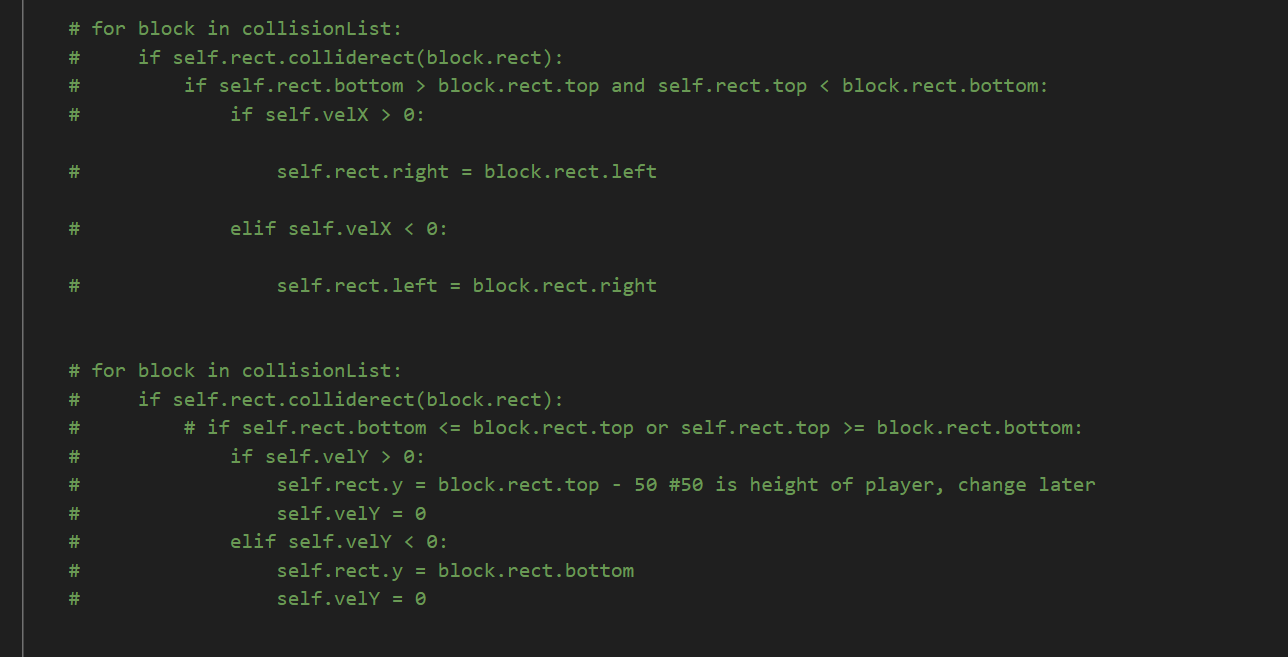 # for block in collisionList:
#     if self.rect.colliderect(block.rect):
#         if self.rect.bottom > block.rect.top and self.rect.top < block.rect.bottom:
#             if self.velX > 0:
#                 self.rect.right = block.rect.left
#             elif self.velX < 0:
#                 self.rect.left = block.rect.right
# for block in collisionList:
#     if self.rect.colliderect(block.rect):
#         # if self.rect.bottom <= block.rect.top or self.rect.top >= block.rect.bottom:
#             if self.velY > 0:
#                 self.rect.y = block.rect.top - 50 #50 is height of player, change later
#                 self.velY = 0
#             elif self.velY < 0:
#                 self.rect.y = block.rect.bottom
#                 self.velY = 0